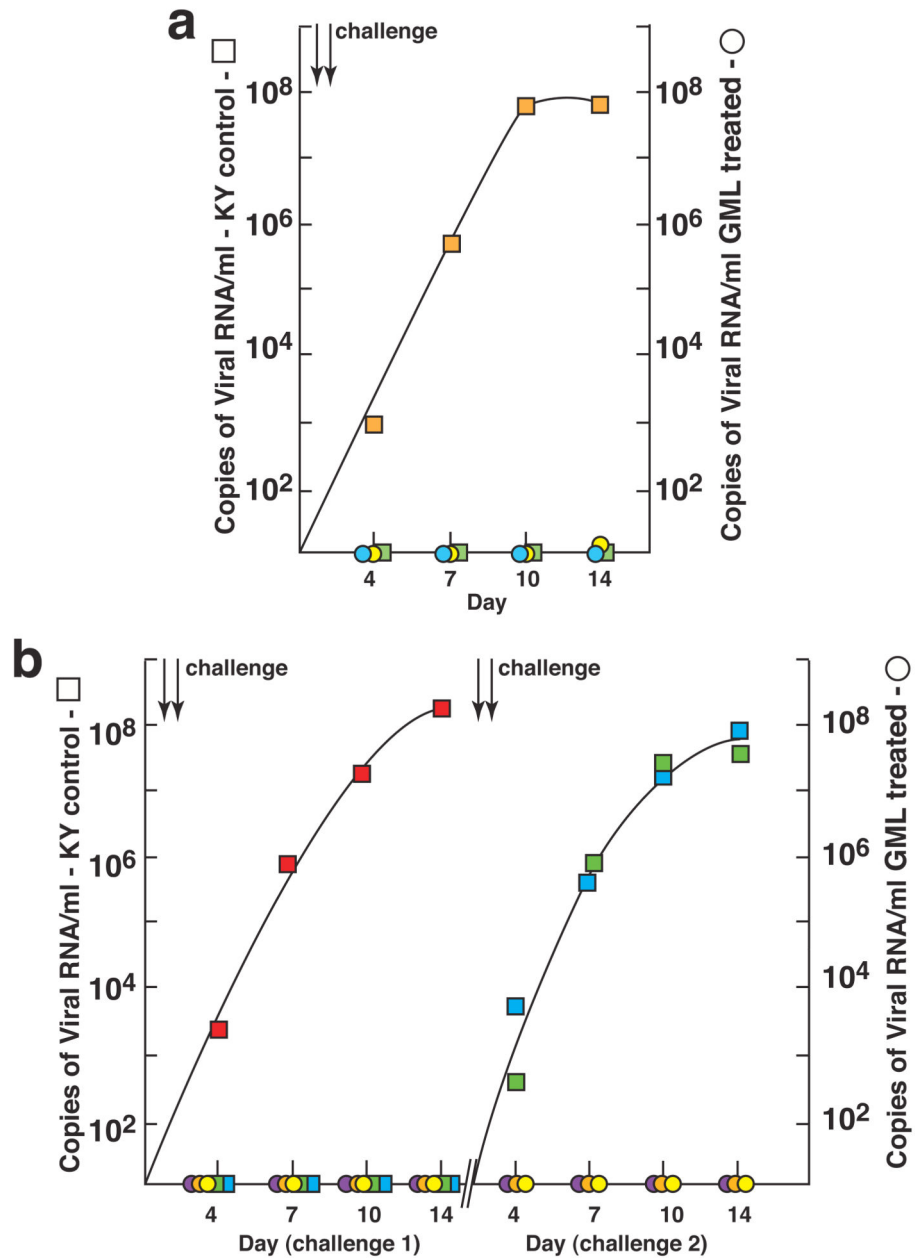 a
challenge
Copies of Viral RNA/ml - KY control -
10^8
10^6
10^4
10^2
Copies of Viral RNA/ml GML treated -
10^8
10^6
10^4
10^2
4 7 10 14
Day
b
challenge
challenge
Copies of Viral RNA/ml - KY control -
10^8
10^6
10^4
10^2
Copies of Viral RNA/ml GML treated -
10^8
10^6
10^4
10^2
4 7 10 14 4 7 10 14
Day (challenge 1) Day (challenge 2)